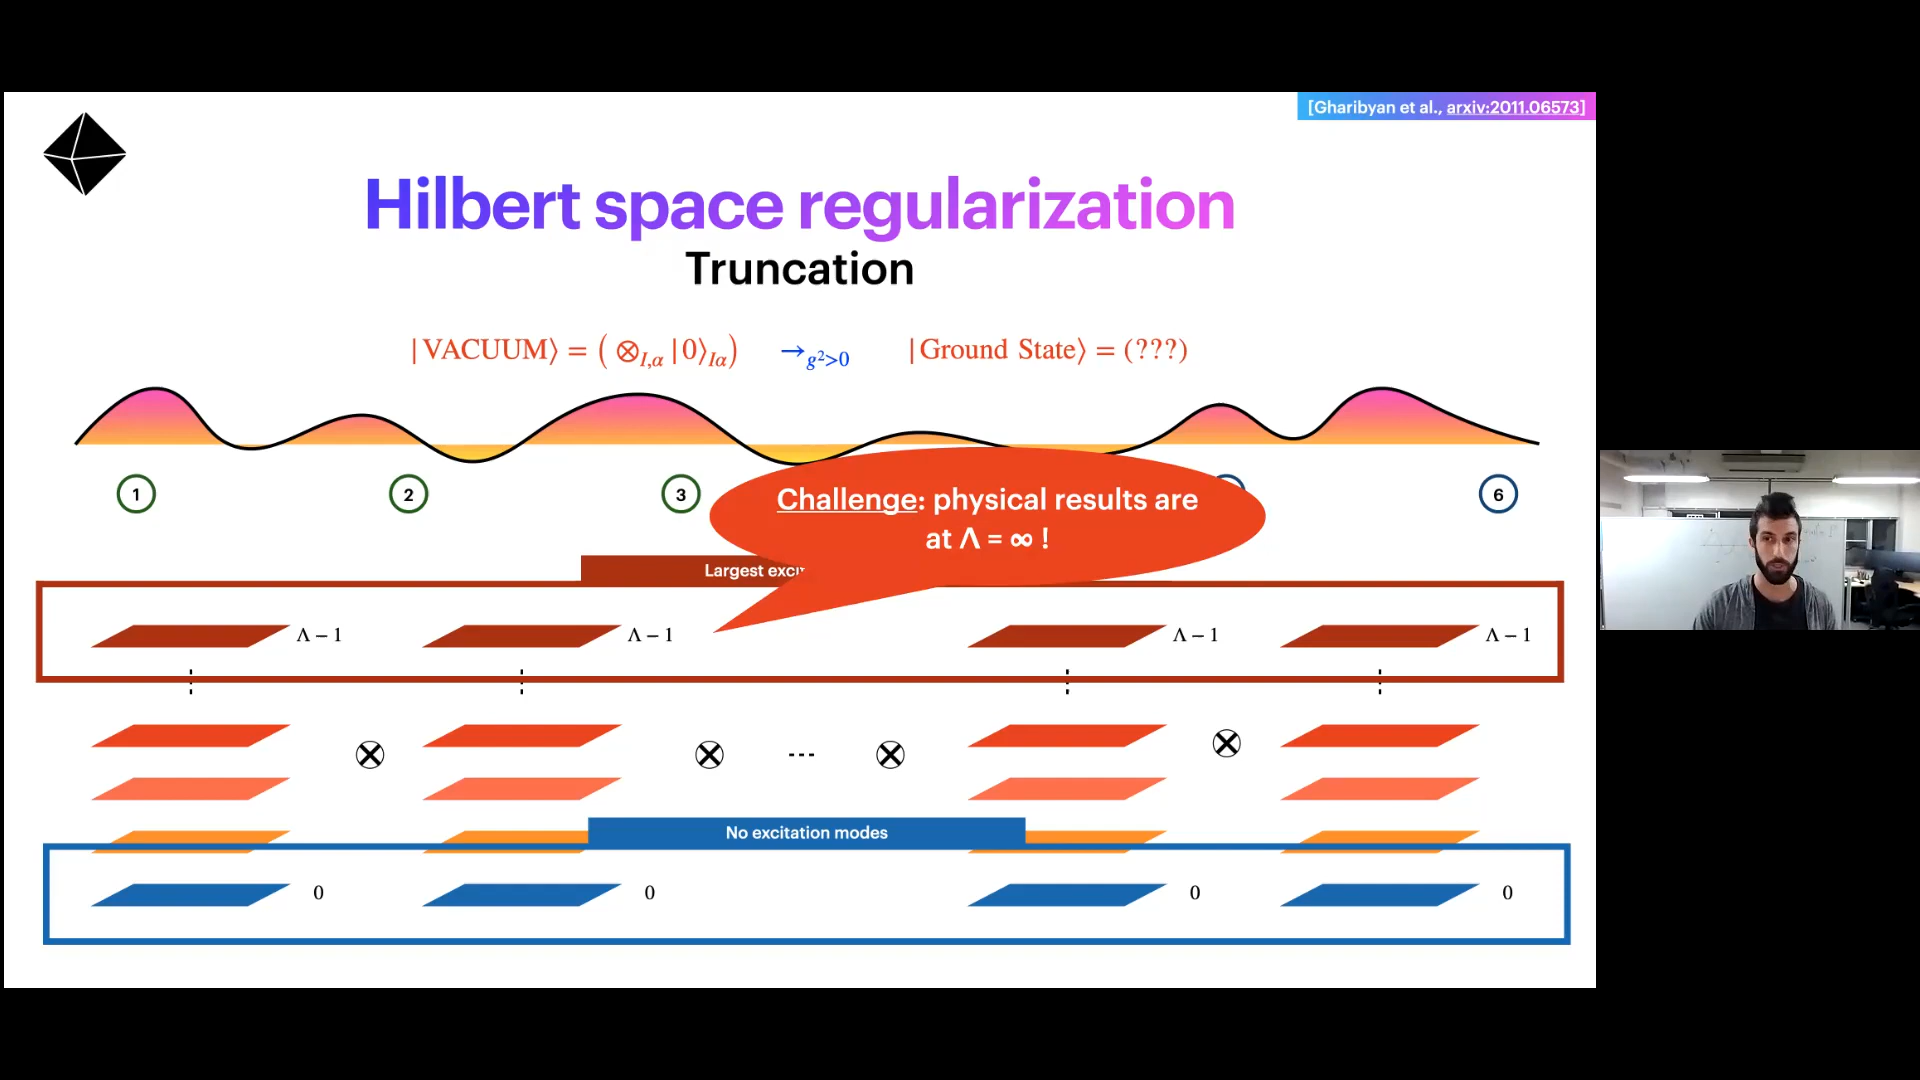 [Gharibyan et al., arxiv:2011.06573]
Hilbert space regularization
Truncation
|VACUUM⟩ = ( ⊗_{I,α} |0⟩_{Iα} ) →_{g²>0} |Ground State⟩ = (???)
1 2 3 6
Challenge: physical results are
at Λ = ∞ !
Largest
Λ − 1 Λ − 1 Λ − 1 Λ − 1
No excitation modes
0 0 0 0